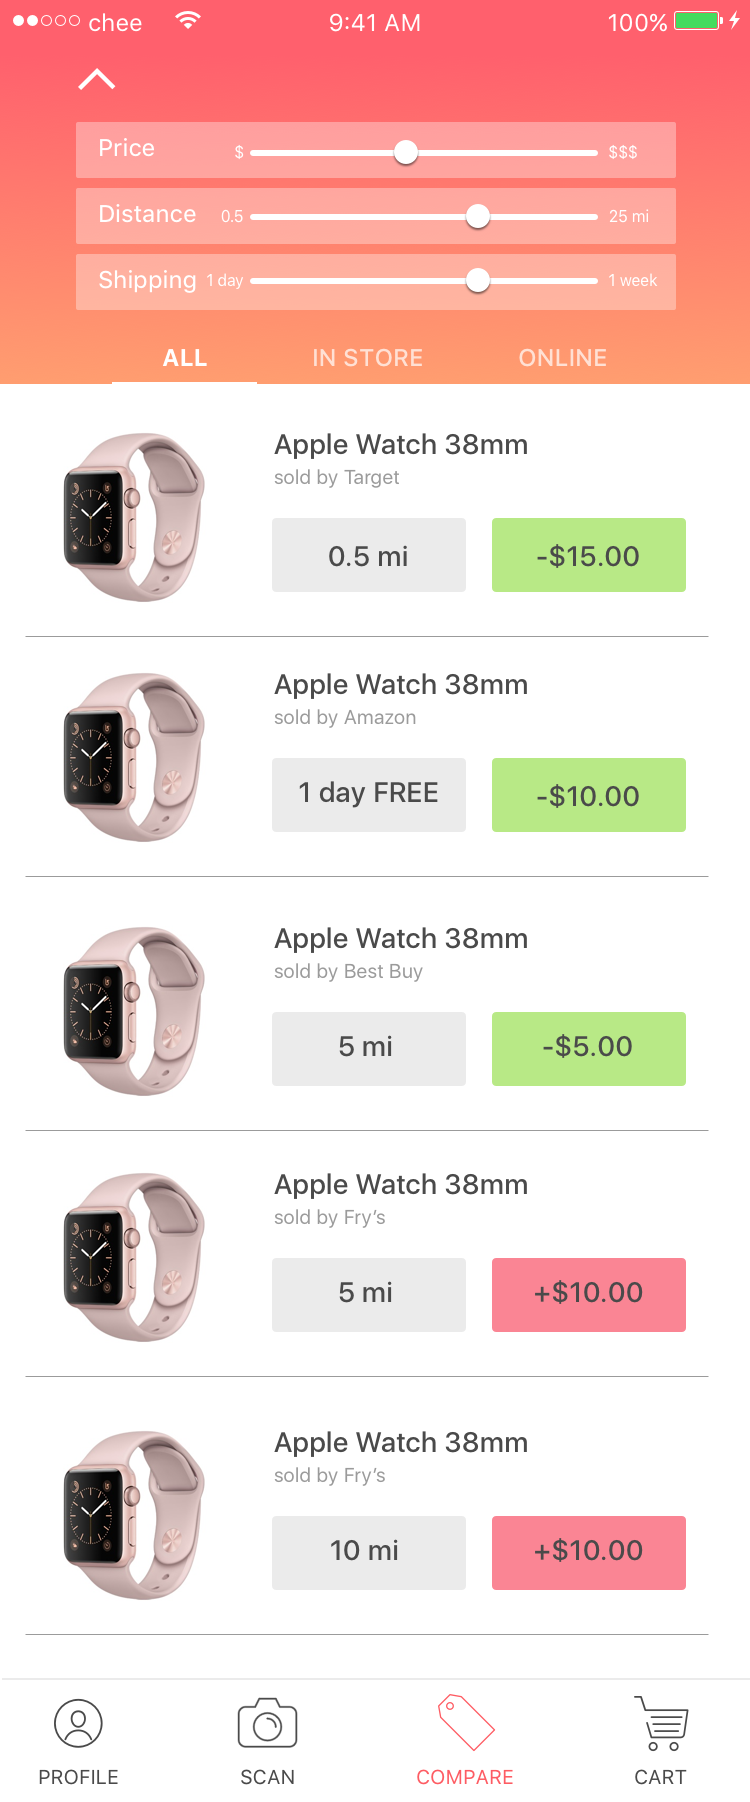 chee 9:41 AM 100%
Price $ $$$
Distance 0.5 25 mi
Shipping 1 day 1 week
ALL IN STORE ONLINE
Apple Watch 38mm
sold by Target
0.5 mi -$15.00
Apple Watch 38mm
sold by Amazon
1 day FREE -$10.00
Apple Watch 38mm
sold by Best Buy
5 mi -$5.00
Apple Watch 38mm
sold by Fry’s
5 mi +$10.00
Apple Watch 38mm
sold by Fry’s
10 mi +$10.00
PROFILE SCAN COMPARE CART